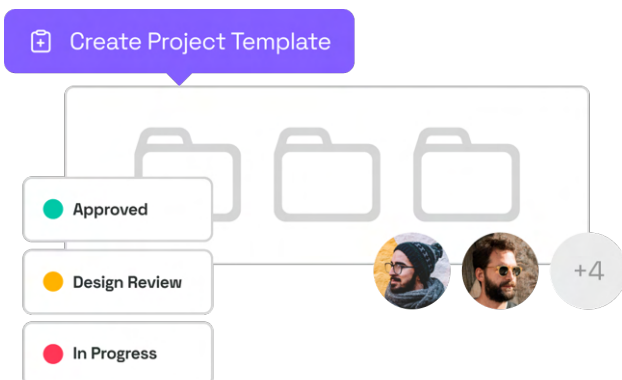 Create Project Template
Approved
Design Review
In Progress
+4